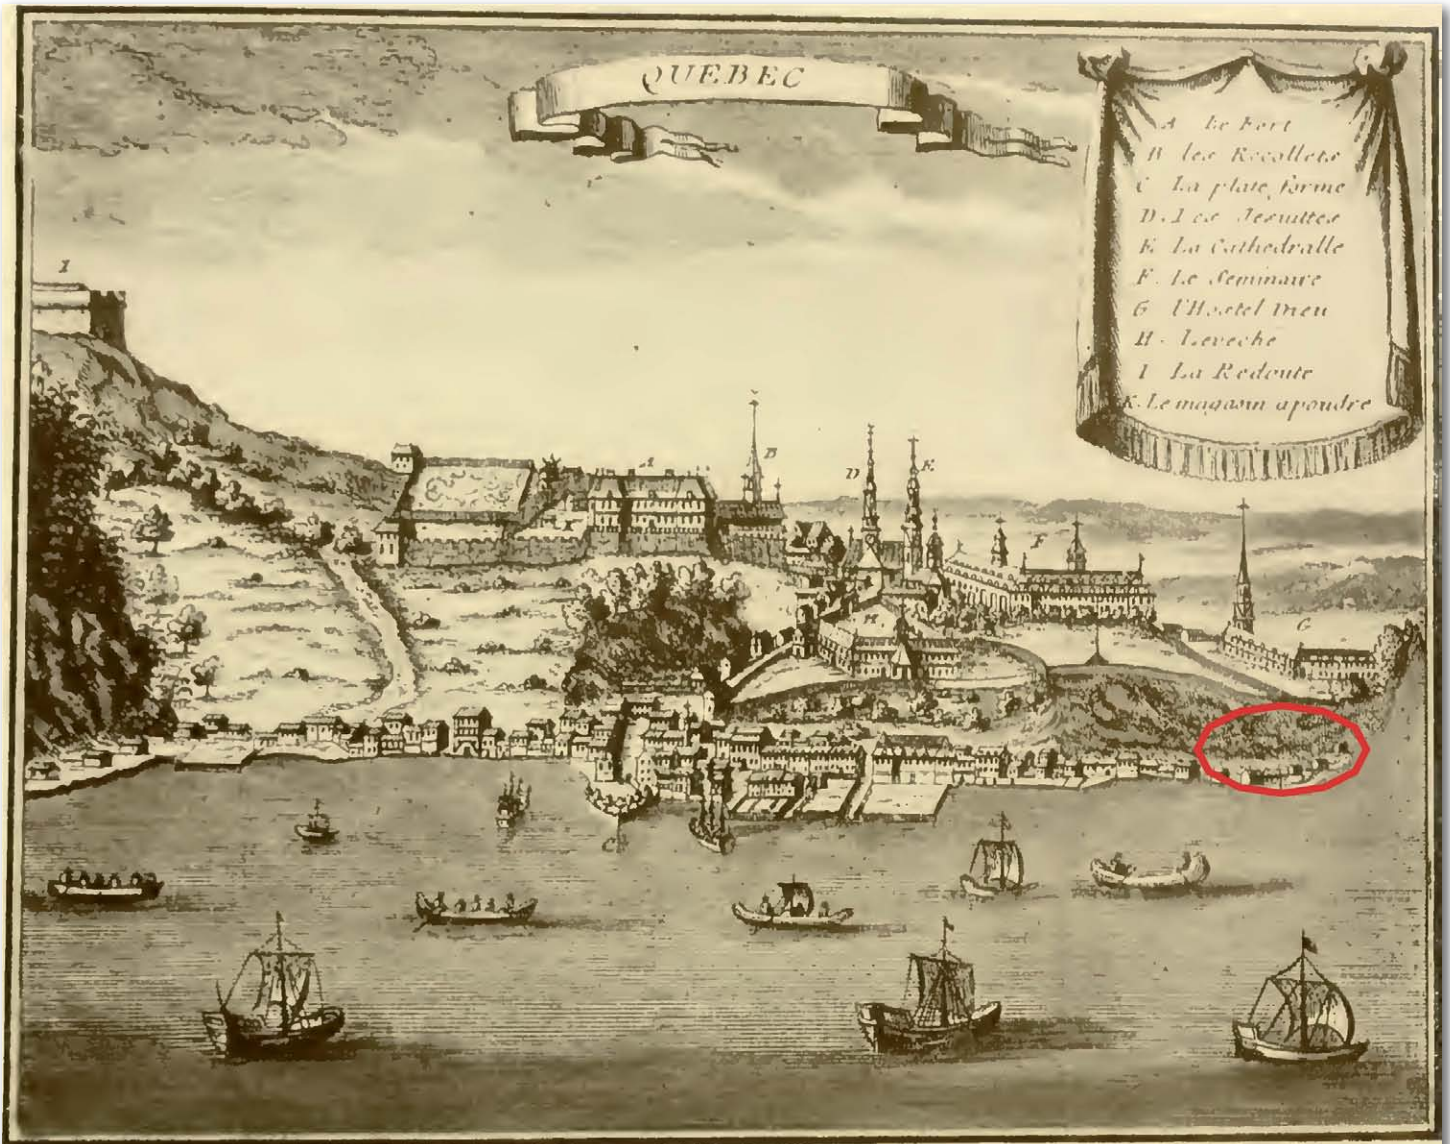 QUEBEC
A Le Fort
B les Recollets
C La plate forme
D. Les Jesuittes
E La Cathedralle
F. Le Seminaire
G l'Hostel Dieu
H. Leveche
I La Redoute
K. Le magasin a poudre
I
A
B
D
E
F
G
H
C